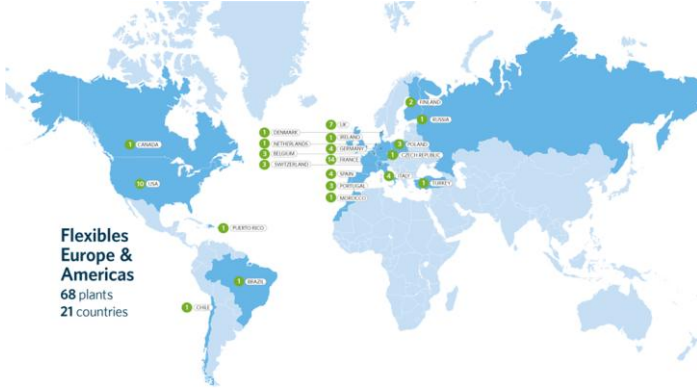 2 FINLAND
1 RUSSIA
7 UK
1 DENMARK
1 IRELAND
1 NETHERLANDS
4 GERMANY
3 BELGIUM
14 FRANCE
3 SWITZERLAND
3 POLAND
1 CZECH REPUBLIC
4 SPAIN
4 ITALY
1 TURKEY
3 PORTUGAL
1 MOROCCO
1 CANADA
10 USA
1 PUERTO RICO
1 BRAZIL
1 CHILE
Flexibles
Europe &
Americas
68 plants
21 countries